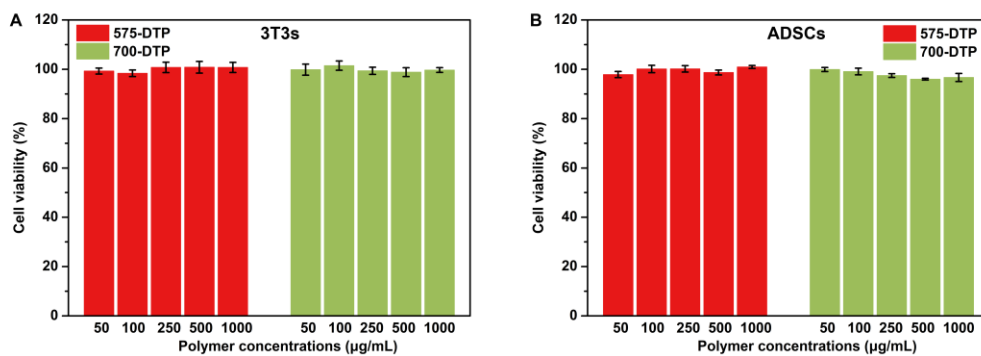 A
3T3s
575-DTP
700-DTP
Cell viability (%)
120
100
80
60
40
20
0
50 100 250 500 1000 50 100 250 500 1000
Polymer concentrations (μg/mL)
B
ADSCs
575-DTP
700-DTP
Cell viability (%)
120
100
80
60
40
20
0
50 100 250 500 1000 50 100 250 500 1000
Polymer concentrations (μg/mL)